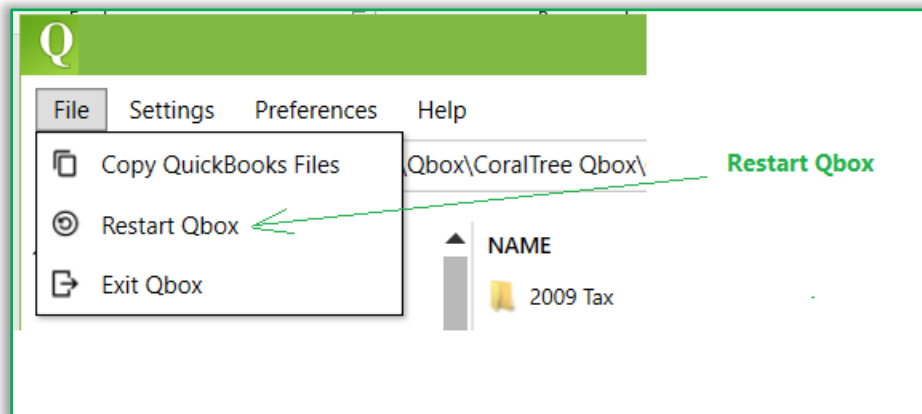 Q
File Settings Preferences Help
Copy QuickBooks Files
\Qbox\CoralTree Qbox\
Restart Qbox
Restart Qbox
NAME
Exit Qbox
2009 Tax